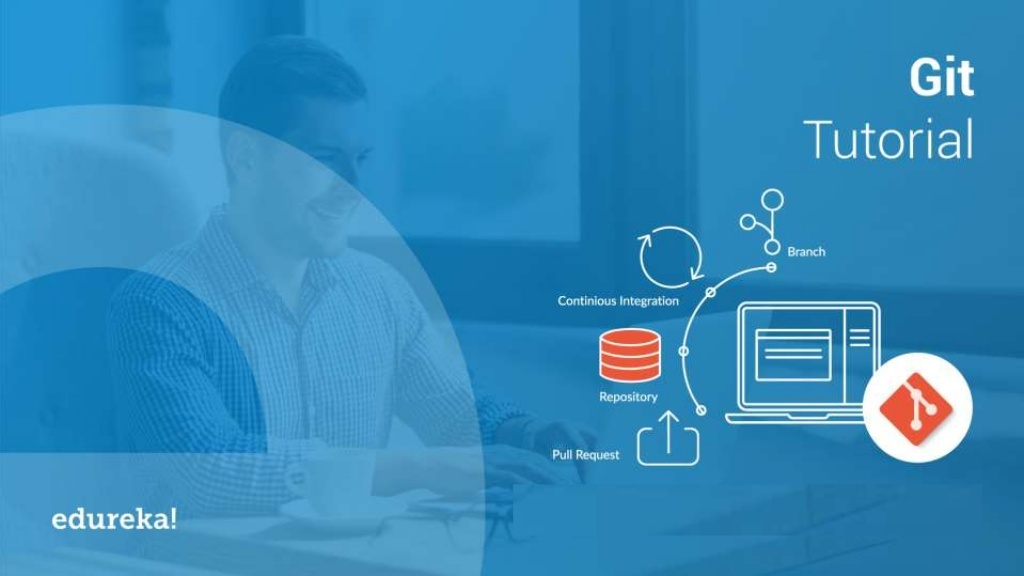 Git
Tutorial
Branch
Continious Integration
Repository
Pull Request
edureka!